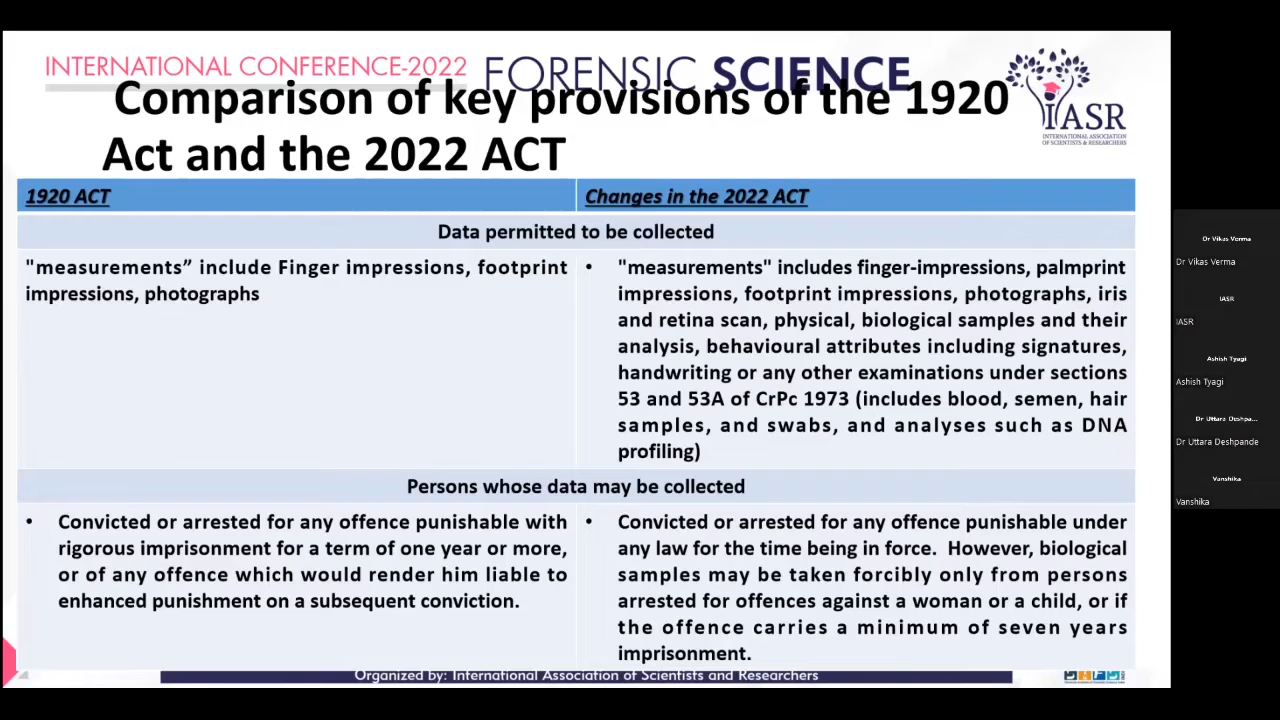 INTERNATIONAL CONFERENCE-2022 FORENSIC SCIENCE
Comparison of key provisions of the 1920
Act and the 2022 ACT
IASR
INTERNATIONAL ASSOCIATION
OF SCIENTISTS & RESEARCHERS
1920 ACT
Changes in the 2022 ACT
Data permitted to be collected
"measurements” include Finger impressions, footprint
impressions, photographs
• "measurements" includes finger-impressions, palmprint
impressions, footprint impressions, photographs, iris
and retina scan, physical, biological samples and their
analysis, behavioural attributes including signatures,
handwriting or any other examinations under sections
53 and 53A of CrPc 1973 (includes blood, semen, hair
samples, and swabs, and analyses such as DNA
profiling)
Persons whose data may be collected
• Convicted or arrested for any offence punishable with
rigorous imprisonment for a term of one year or more,
or of any offence which would render him liable to
enhanced punishment on a subsequent conviction.
• Convicted or arrested for any offence punishable under
any law for the time being in force. However, biological
samples may be taken forcibly only from persons
arrested for offences against a woman or a child, or if
the offence carries a minimum of seven years
imprisonment.
Organized by: International Association of Scientists and Researchers
Dr Vikas Verma
Dr Vikas Verma
IASR
IASR
Ashish Tyagi
Ashish Tyagi
Dr Uttara Deshpa...
Dr Uttara Deshpande
Vanshika
Vanshika